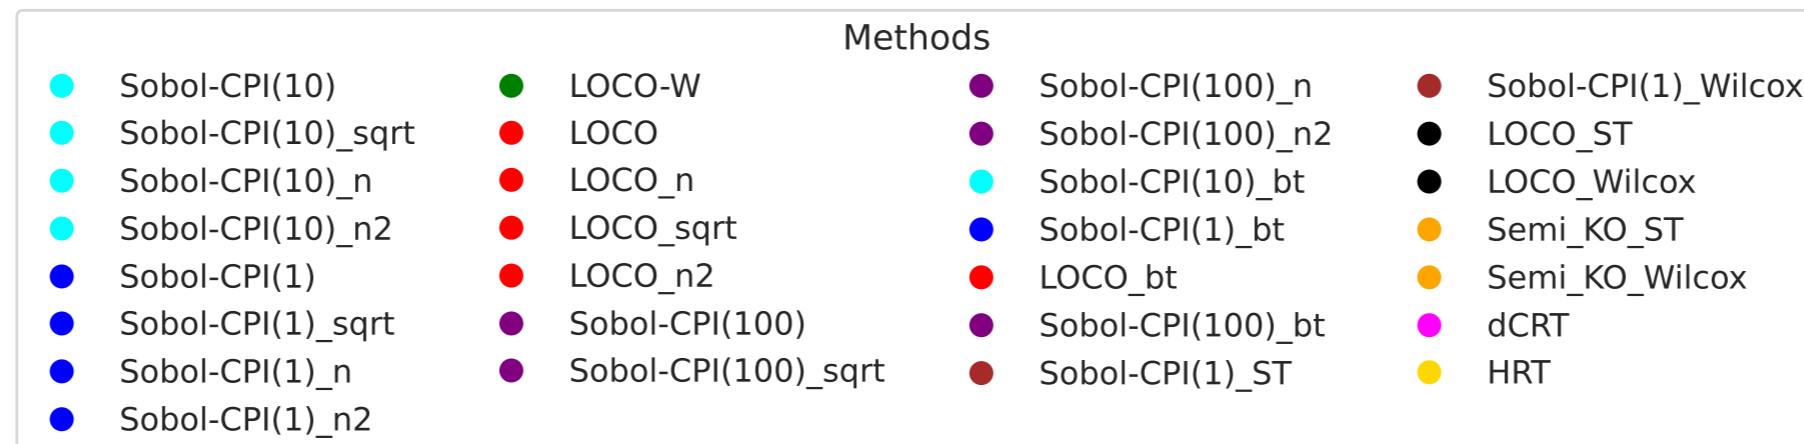 Methods
Sobol-CPI(10)
Sobol-CPI(10)_sqrt
Sobol-CPI(10)_n
Sobol-CPI(10)_n2
Sobol-CPI(1)
Sobol-CPI(1)_sqrt
Sobol-CPI(1)_n
Sobol-CPI(1)_n2
LOCO-W
LOCO
LOCO_n
LOCO_sqrt
LOCO_n2
Sobol-CPI(100)
Sobol-CPI(100)_sqrt
Sobol-CPI(100)_n
Sobol-CPI(100)_n2
Sobol-CPI(10)_bt
Sobol-CPI(1)_bt
LOCO_bt
Sobol-CPI(100)_bt
Sobol-CPI(1)_ST
Sobol-CPI(1)_Wilcox
LOCO_ST
LOCO_Wilcox
Semi_KO_ST
Semi_KO_Wilcox
dCRT
HRT